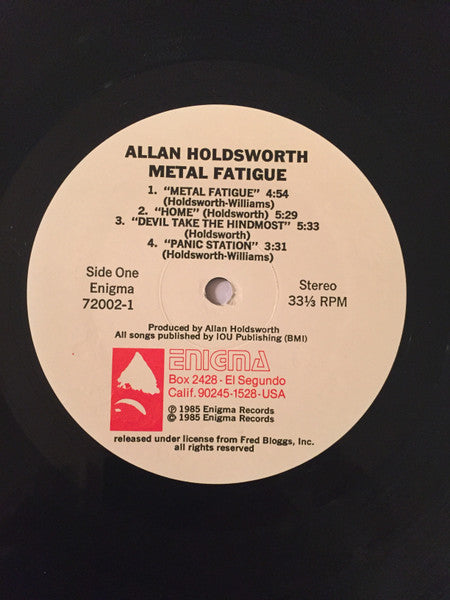 ALLAN HOLDSWORTH
METAL FATIGUE
1. "METAL FATIGUE" 4:54
(Holdsworth-Williams)
2. "HOME" (Holdsworth) 5:29
3. "DEVIL TAKE THE HINDMOST" 5:33
(Holdsworth)
4. "PANIC STATION" 3:31
(Holdsworth-Williams)
Side One
Enigma
72002-1
Stereo
33⅓ RPM
Produced by Allan Holdsworth
All songs published by IOU Publishing (BMI)
ENIGMA
Box 2428 - El Segundo
Calif. 90245-1528 - USA
℗ 1985 Enigma Records
© 1985 Enigma Records
released under license from Fred Bloggs, Inc.
all rights reserved